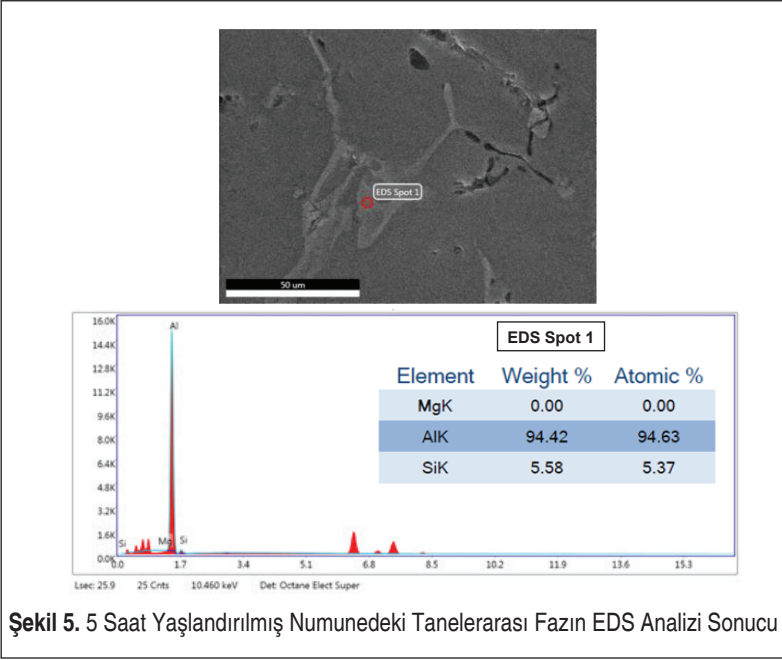 EDS Spot 1
50 um
16.0K
14.4K
12.8K
11.2K
9.6K
8.0K
6.4K
4.8K
3.2K
1.6K
0.0K
Al
Si
Mg
Si
EDS Spot 1
Element Weight % Atomic %
MgK 0.00 0.00
AlK 94.42 94.63
SiK 5.58 5.37
0.0 1.7 3.4 5.1 6.8 8.5 10.2 11.9 13.6 15.3
Lsec: 25.9 25 Cnts 10.460 keV Det: Octane Elect Super
Şekil 5. 5 Saat Yaşlandırılmış Numunedeki Tanelerarası Fazın EDS Analizi Sonucu